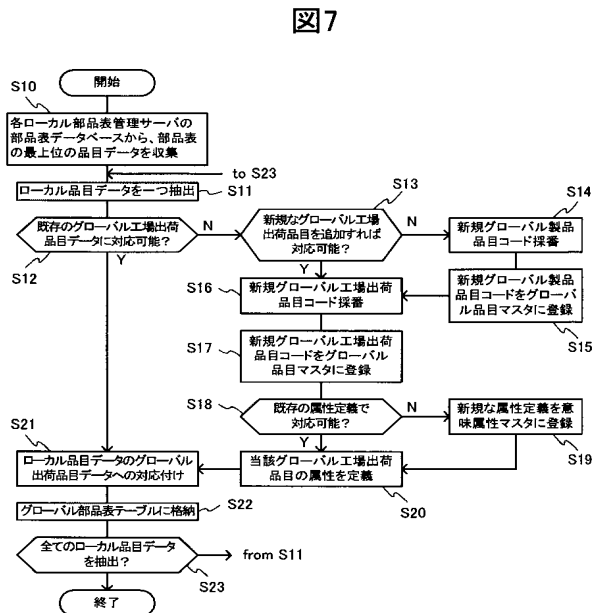 図7
開始
S10
各ローカル部品表管理サーバの
部品表データベースから、部品表
の最上位の品目データを収集
to S23
ローカル品目データを一つ抽出
S11
既存のグローバル工場出荷
品目データに対応可能?
S12
N
Y
S13
新規なグローバル工場
出荷品目を追加すれば
対応可能?
N
Y
S14
新規グローバル製品
品目コード採番
新規グローバル製品
品目コードをグロー
バル品目マスタに登録
S15
S16
新規グローバル工場出荷
品目コード採番
S17
新規グローバル工場出荷
品目コードをグローバル
品目マスタに登録
S18
既存の属性定義で
対応可能?
N
Y
新規な属性定義を意
味属性マスタに登録
S19
当該グローバル工場出荷
品目の属性を定義
S20
S21
ローカル品目データのグローバル
出荷品目データへの対応付け
S22
グローバル部品表テーブルに格納
全てのローカル品目データ
を抽出?
from S11
S23
終了